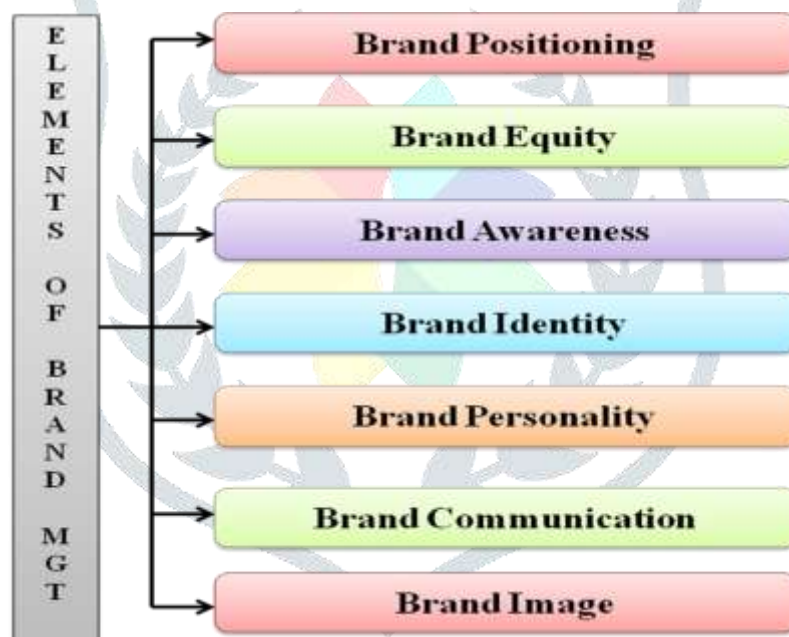 ELEMENTS OF BRAND MGT
Brand Positioning
Brand Equity
Brand Awareness
Brand Identity
Brand Personality
Brand Communication
Brand Image